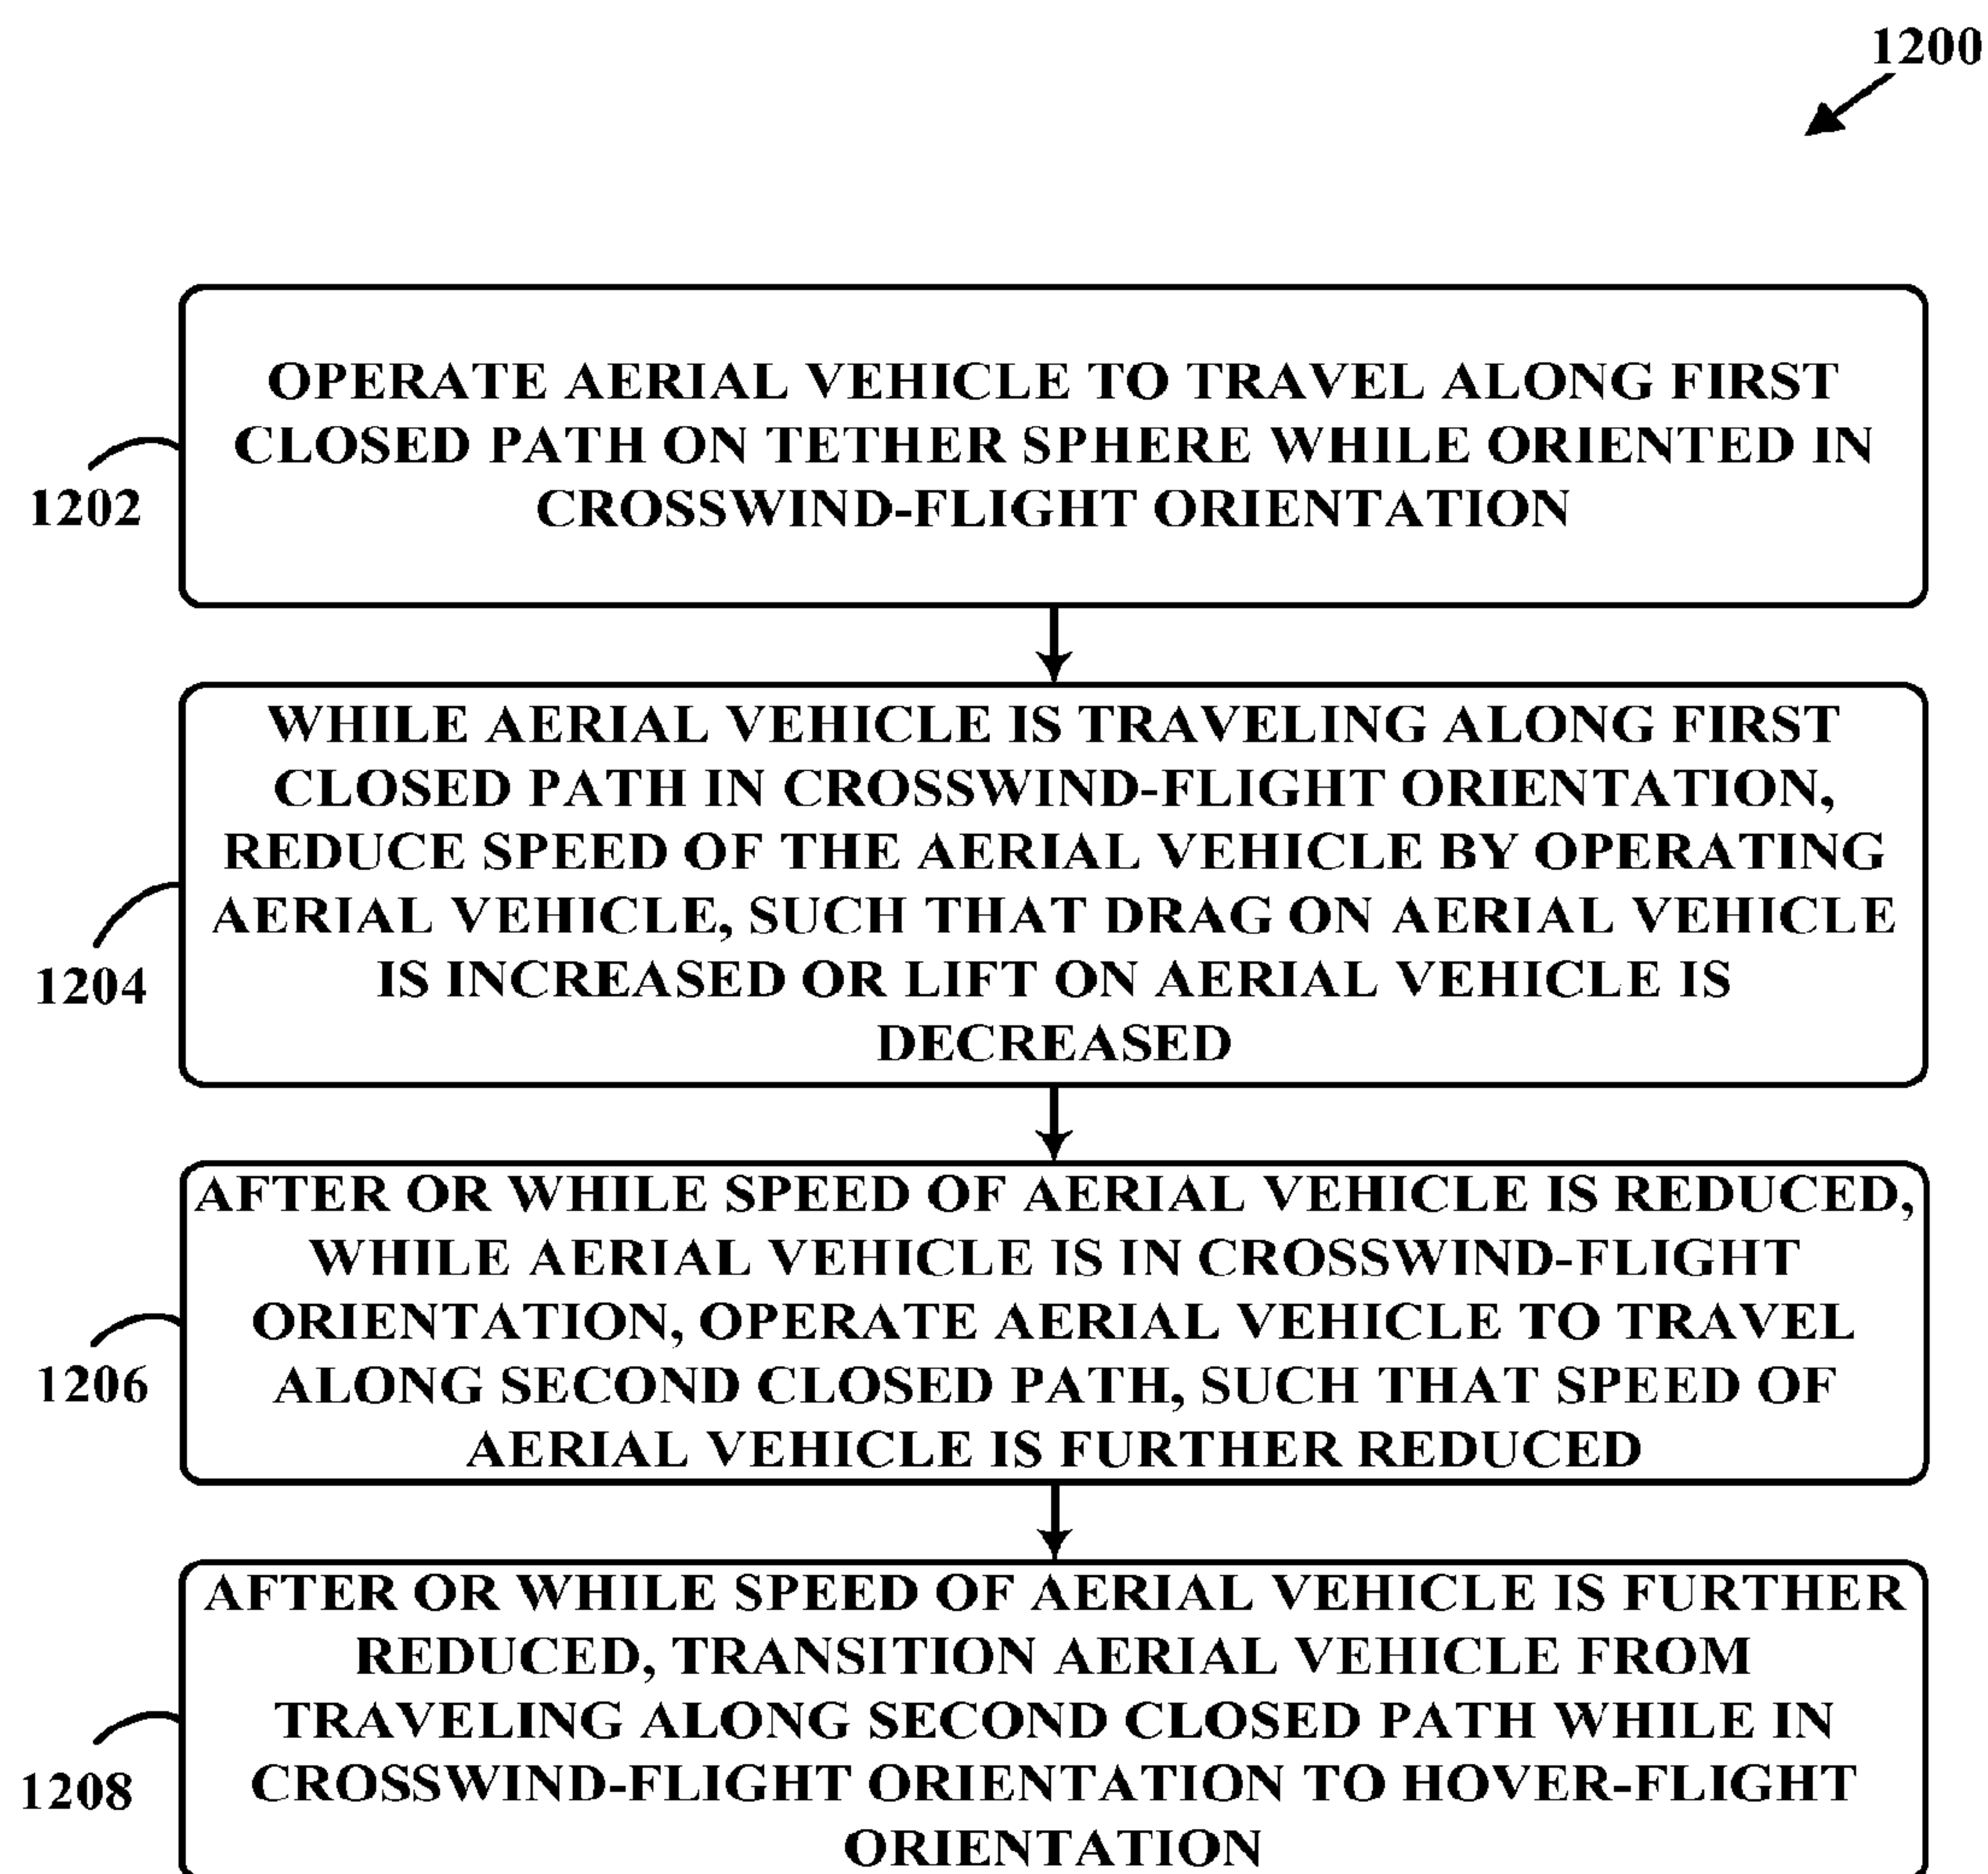 1200
OPERATE AERIAL VEHICLE TO TRAVEL ALONG FIRST
CLOSED PATH ON TETHER SPHERE WHILE ORIENTED IN
CROSSWIND-FLIGHT ORIENTATION
1202
WHILE AERIAL VEHICLE IS TRAVELING ALONG FIRST
CLOSED PATH IN CROSSWIND-FLIGHT ORIENTATION,
REDUCE SPEED OF THE AERIAL VEHICLE BY OPERATING
AERIAL VEHICLE, SUCH THAT DRAG ON AERIAL VEHICLE
IS INCREASED OR LIFT ON AERIAL VEHICLE IS
DECREASED
1204
AFTER OR WHILE SPEED OF AERIAL VEHICLE IS REDUCED,
WHILE AERIAL VEHICLE IS IN CROSSWIND-FLIGHT
ORIENTATION, OPERATE AERIAL VEHICLE TO TRAVEL
ALONG SECOND CLOSED PATH, SUCH THAT SPEED OF
AERIAL VEHICLE IS FURTHER REDUCED
1206
AFTER OR WHILE SPEED OF AERIAL VEHICLE IS FURTHER
REDUCED, TRANSITION AERIAL VEHICLE FROM
TRAVELING ALONG SECOND CLOSED PATH WHILE IN
CROSSWIND-FLIGHT ORIENTATION TO HOVER-FLIGHT
ORIENTATION
1208